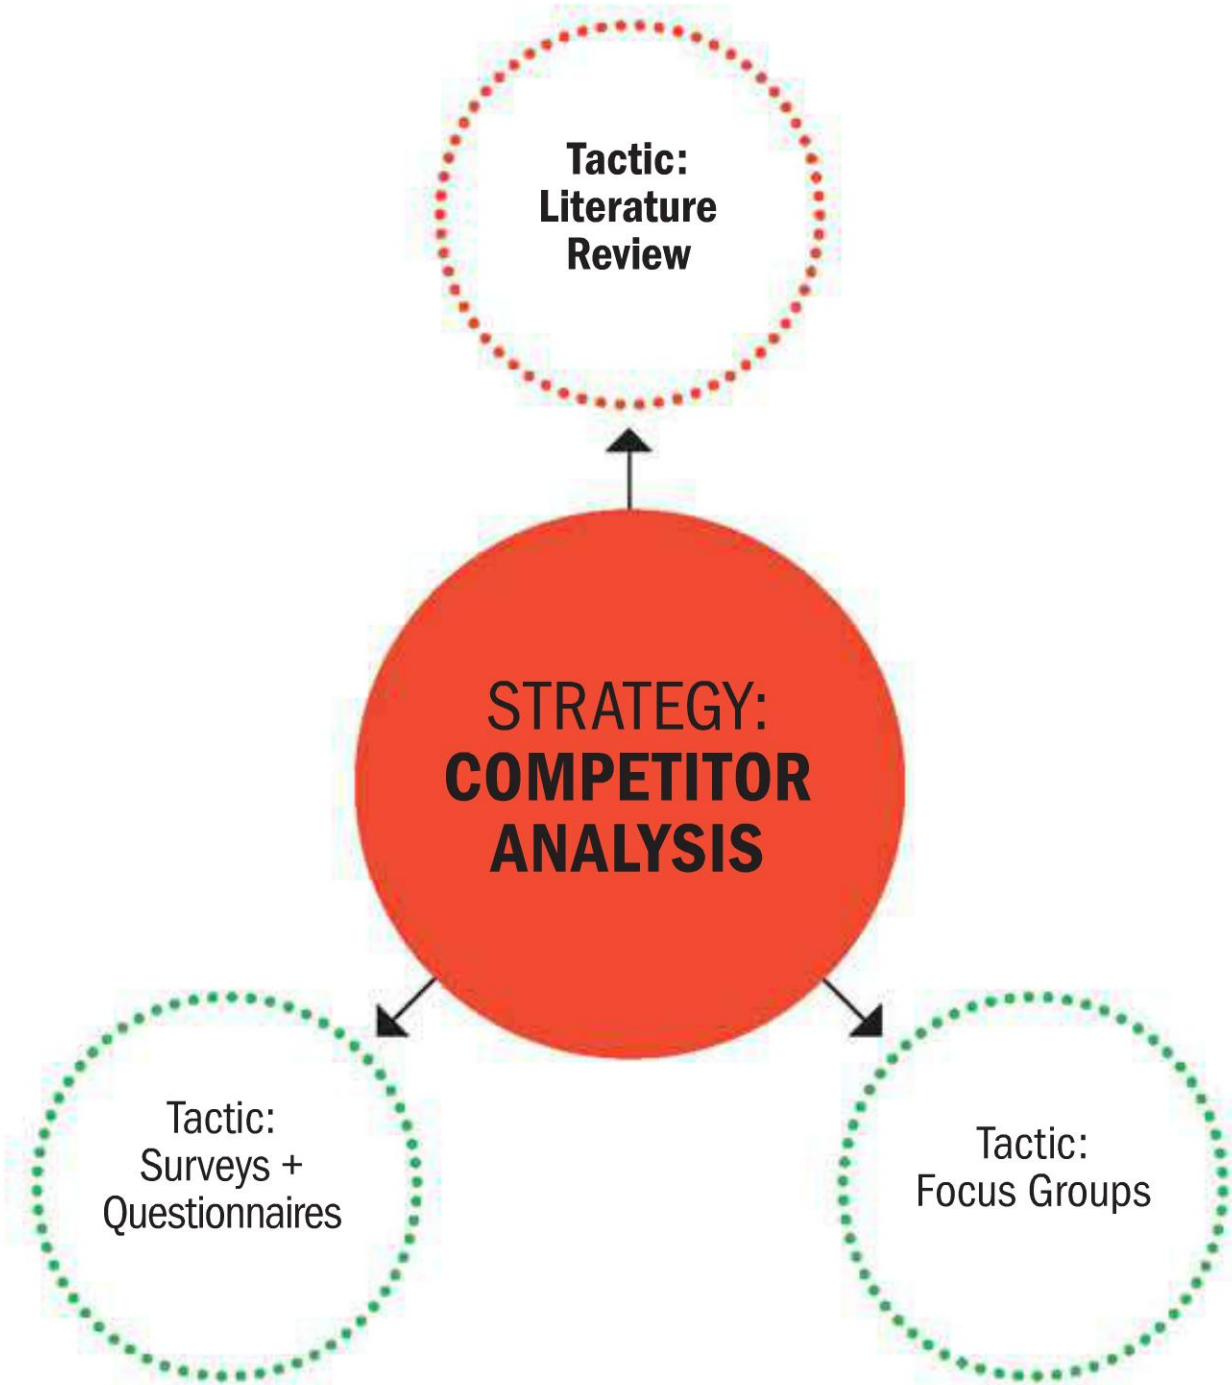 Tactic:
Literature
Review
STRATEGY:
COMPETITOR
ANALYSIS
Tactic:
Surveys +
Questionnaires
Tactic:
Focus Groups